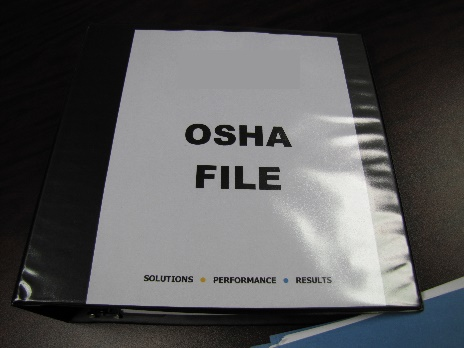 OSHA
FILE
SOLUTIONS • PERFORMANCE • RESULTS